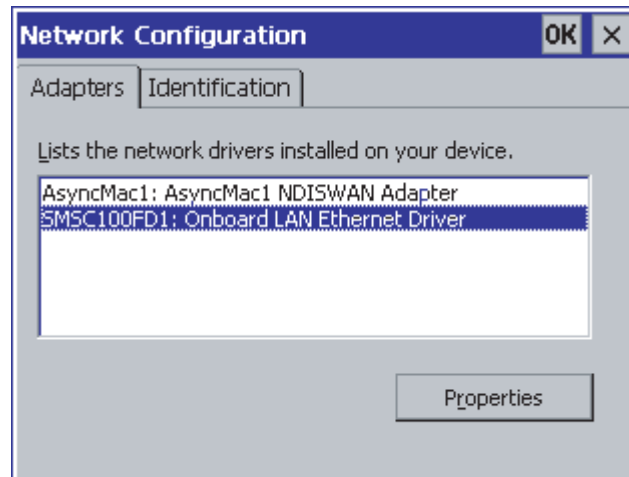 Network Configuration OK ×
Adapters Identification
Lists the network drivers installed on your device.
AsyncMac1: AsyncMac1 NDISWAN Adapter
SMSC100FD1: Onboard LAN Ethernet Driver
Properties